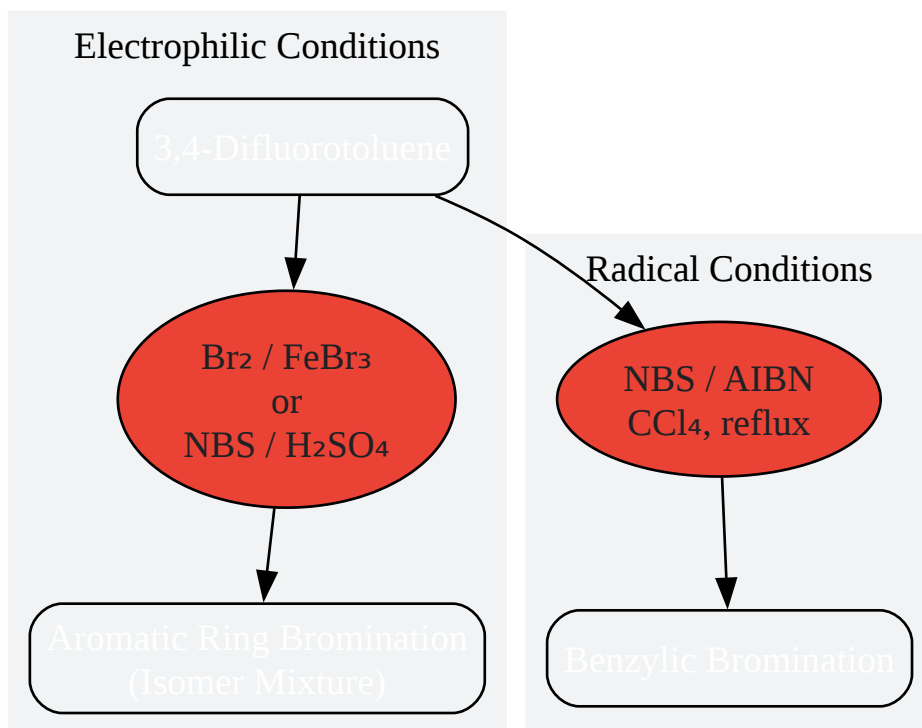 Electrophilic Conditions
3,4-Difluorotoluene
Radical Conditions
Br₂ / FeBr₃
or
NBS / H₂SO₄
NBS / AIBN
CCl₄, reflux
Aromatic Ring Bromination
(Isomer Mixture)
Benzylic Bromination